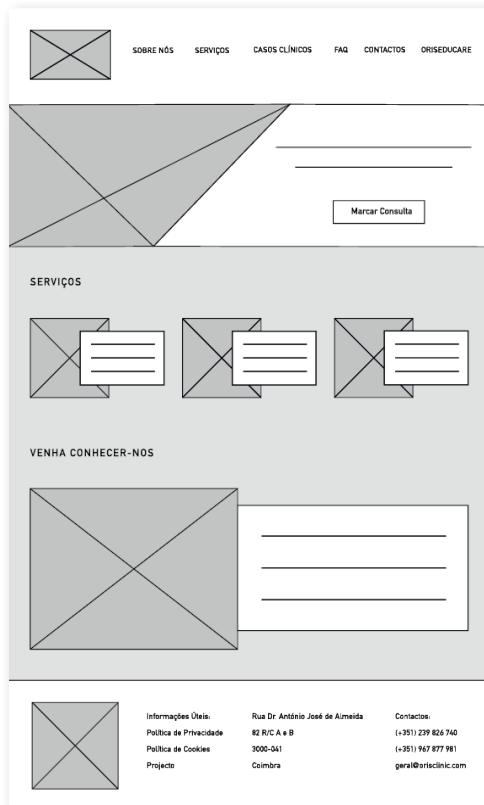 SOBRE NÓS SERVIÇOS CASOS CLÍNICOS FAQ CONTACTOS ORISEDUCARE
Marcar Consulta
SERVIÇOS
VENHA CONHECER-NOS
Informações Úteis:
Política de Privacidade
Política de Cookies
Projecto
Rua Dr. António José de Almeida
82 R/C A e B
3000-041
Coimbra
Contactos:
(+351) 239 826 740
(+351) 967 877 981
geral@orisclinic.com